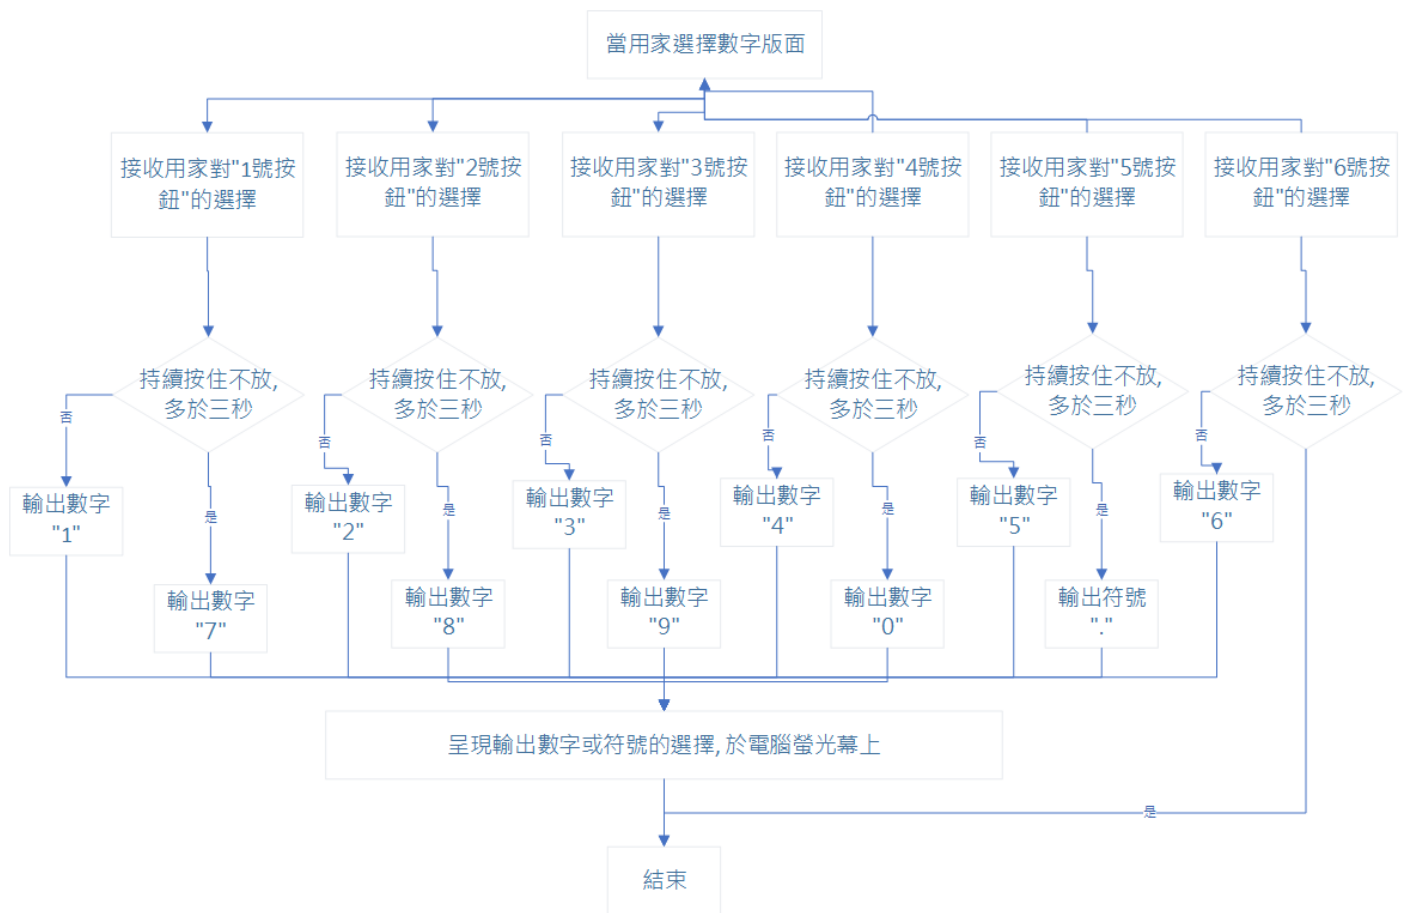 當用家選擇數字版面
接收用家對"1號按
鈕"的選擇
接收用家對"2號按
鈕"的選擇
接收用家對"3號按
鈕"的選擇
接收用家對"4號按
鈕"的選擇
接收用家對"5號按
鈕"的選擇
接收用家對"6號按
鈕"的選擇
持續按住不放,
多於三秒
持續按住不放,
多於三秒
持續按住不放,
多於三秒
持續按住不放,
多於三秒
持續按住不放,
多於三秒
持續按住不放,
多於三秒
否
否
否
否
否
否
輸出數字
"1"
輸出數字
"2"
輸出數字
"3"
輸出數字
"4"
輸出數字
"5"
輸出數字
"6"
是
是
是
是
是
輸出數字
"7"
輸出數字
"8"
輸出數字
"9"
輸出數字
"0"
輸出符號
"."
呈現輸出數字或符號的選擇, 於電腦螢光幕上
是
結束